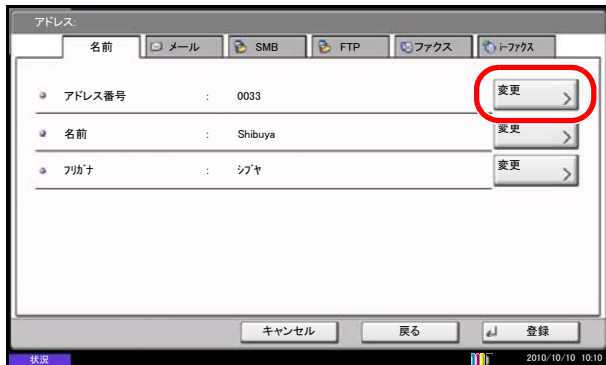 アドレス:
名前 メール SMB FTP ファクス i-ﾌｧｸｽ
アドレス番号 : 0033 変更
名前 : Shibuya 変更
ﾌﾘｶﾞﾅ : ｼﾌﾞﾔ 変更
キャンセル 戻る 登録
状況 2010/10/10 10:10